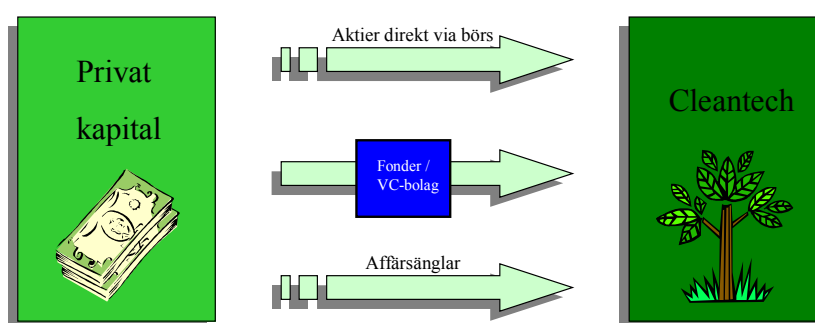 Privat
kapital
Aktier direkt via börs
Fonder /
VC-bolag
Affärsänglar
Cleantech